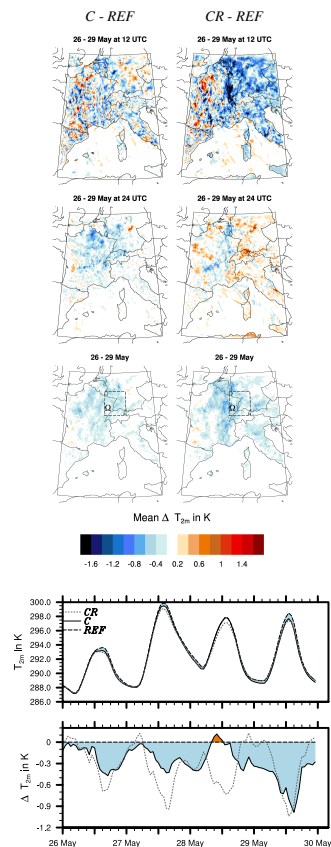 C - REF CR - REF
26 - 29 May at 12 UTC 26 - 29 May at 12 UTC
26 - 29 May at 24 UTC 26 - 29 May at 24 UTC
26 - 29 May 26 - 29 May
Ω Ω
Mean Δ T2m in K
-1.6 -1.2 -0.8 -0.4 0.2 0.6 1 1.4
T2m in K
300.0
298.0
296.0
294.0
292.0
290.0
288.0
286.0
CR
C
REF
Δ T2m in K
0
-0.3
-0.6
-0.9
-1.2
26 May 27 May 28 May 29 May 30 May